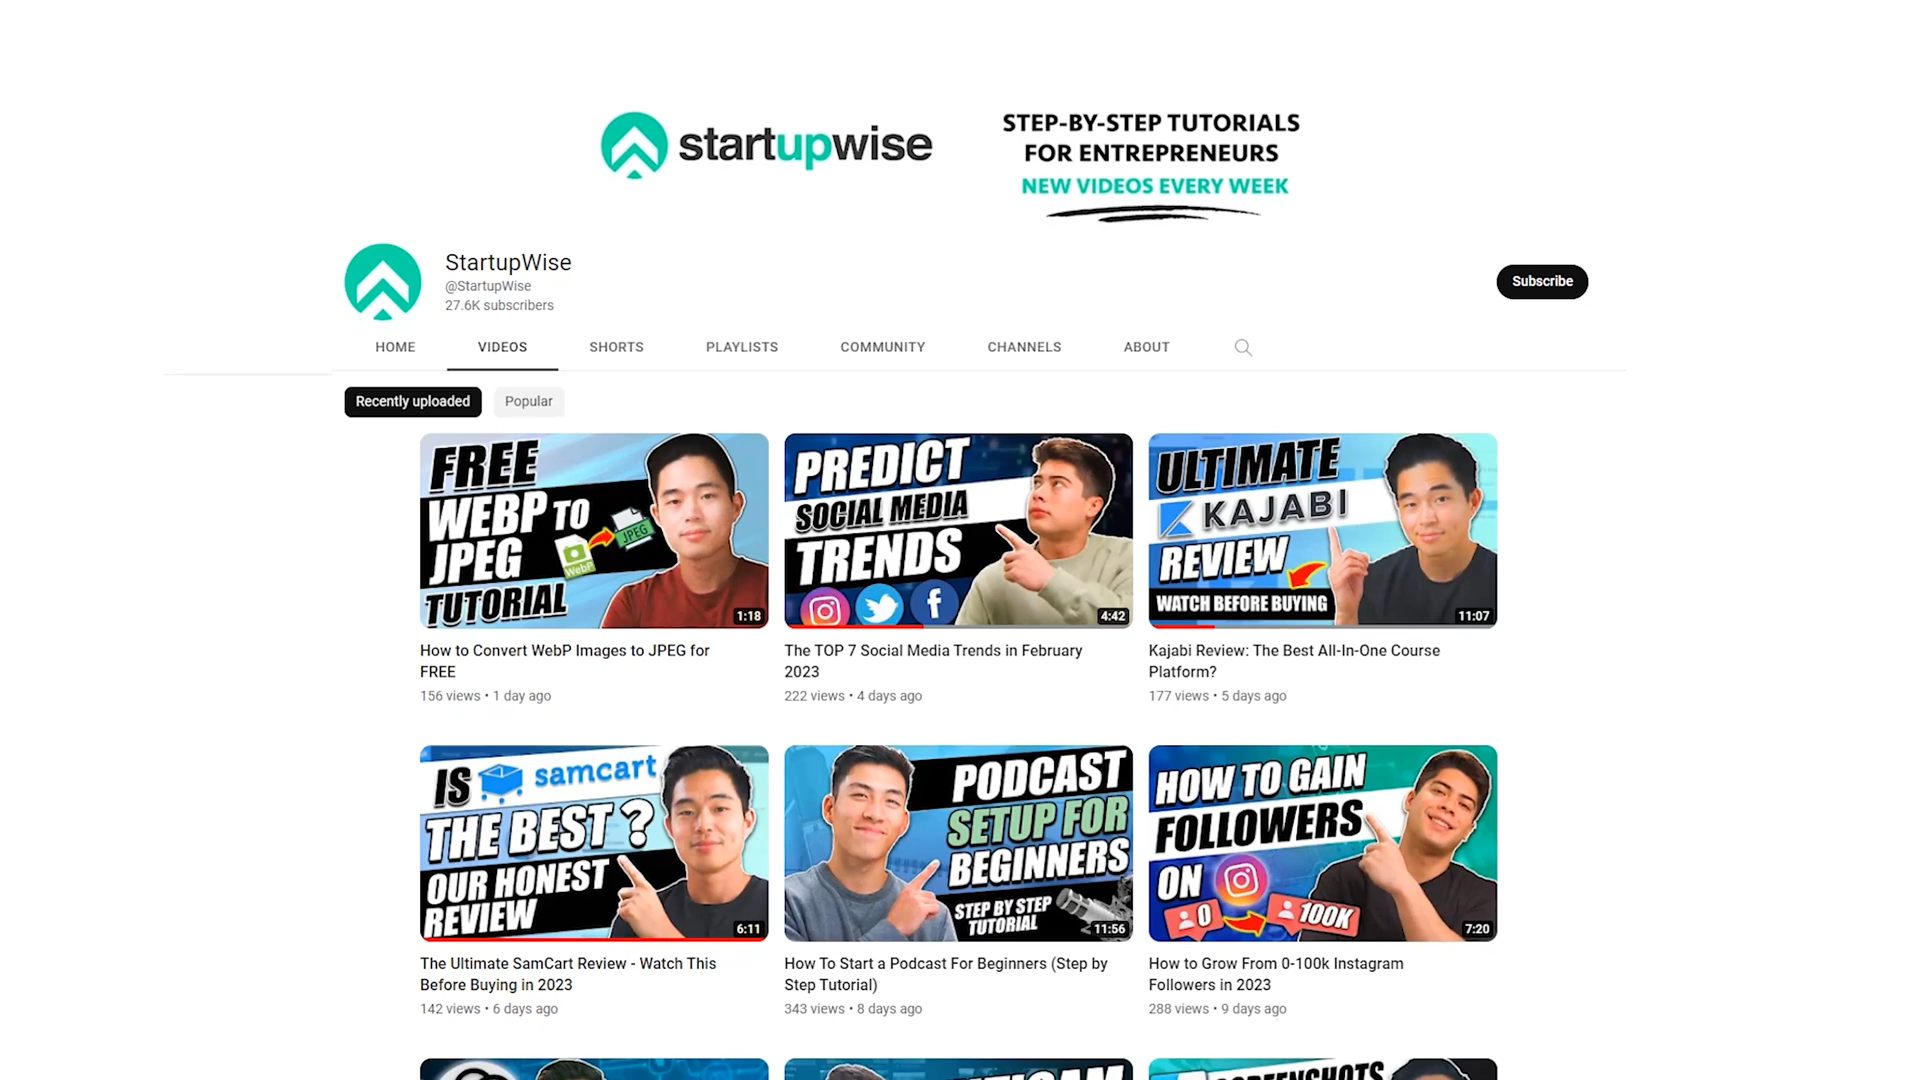 startupwise
STEP-BY-STEP TUTORIALS
FOR ENTREPRENEURS
NEW VIDEOS EVERY WEEK
StartupWise
@StartupWise
27.6K subscribers
Subscribe
HOME VIDEOS SHORTS PLAYLISTS COMMUNITY CHANNELS ABOUT
Recently uploaded Popular
FREE
WEBP TO
JPEG
TUTORIAL
WebP
JPEG
1:18
PREDICT
SOCIAL MEDIA
TRENDS
4:42
ULTIMATE
KAJABI
REVIEW
WATCH BEFORE BUYING
11:07
How to Convert WebP Images to JPEG for
FREE
156 views • 1 day ago
The TOP 7 Social Media Trends in February
2023
222 views • 4 days ago
Kajabi Review: The Best All-In-One Course
Platform?
177 views • 5 days ago
IS samcart
THE BEST?
OUR HONEST
REVIEW
6:11
PODCAST
SETUP FOR
BEGINNERS
STEP BY STEP
TUTORIAL
11:56
HOW TO GAIN
FOLLOWERS
ON
0
100K
7:20
The Ultimate SamCart Review - Watch This
Before Buying in 2023
142 views • 6 days ago
How To Start a Podcast For Beginners (Step by
Step Tutorial)
343 views • 8 days ago
How to Grow From 0-100k Instagram
Followers in 2023
288 views • 9 days ago
SCREENSHOTS